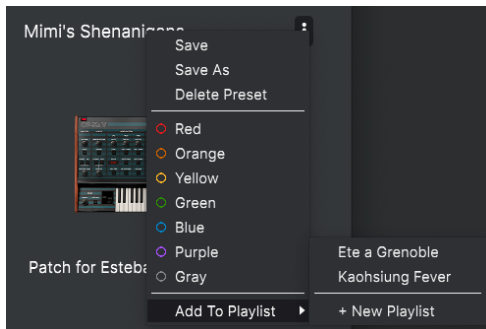 Mimi's Shenanigans
Save
Save As
Delete Preset
Red
Orange
Yellow
Green
Blue
Purple
Gray
Patch for
Add To Playlist
Ete a Grenoble
Kaohsiung Fever
+ New Playlist